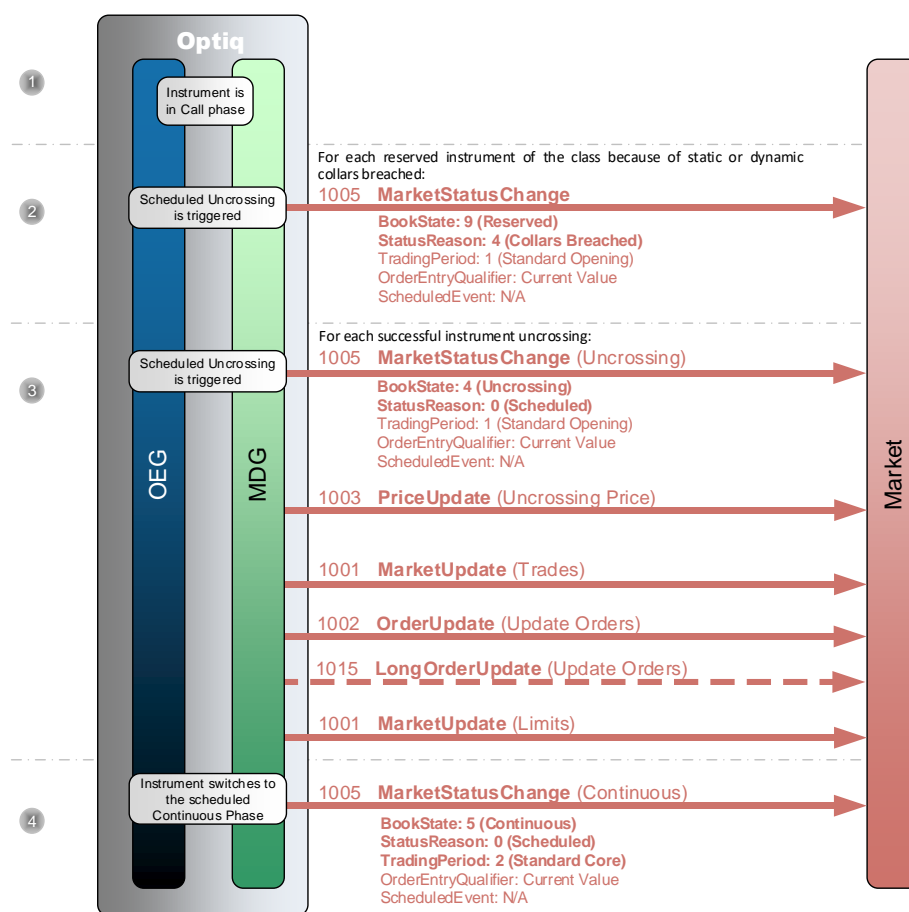 Optiq
1
Instrument is
in Call phase
For each reserved instrument of the class because of static or dynamic
collars breached:
2
Scheduled Uncrossing
is triggered
1005 MarketStatusChange
BookState: 9 (Reserved)
StatusReason: 4 (Collars Breached)
TradingPeriod: 1 (Standard Opening)
OrderEntryQualifier: Current Value
ScheduledEvent: N/A
For each successful instrument uncrossing:
3
Scheduled Uncrossing
is triggered
1005 MarketStatusChange (Uncrossing)
BookState: 4 (Uncrossing)
StatusReason: 0 (Scheduled)
TradingPeriod: 1 (Standard Opening)
OrderEntryQualifier: Current Value
ScheduledEvent: N/A
OEG
MDG
Market
1003 PriceUpdate (Uncrossing Price)
1001 MarketUpdate (Trades)
1002 OrderUpdate (Update Orders)
1015 LongOrderUpdate (Update Orders)
1001 MarketUpdate (Limits)
4
Instrument switches to
the scheduled
Continuous Phase
1005 MarketStatusChange (Continuous)
BookState: 5 (Continuous)
StatusReason: 0 (Scheduled)
TradingPeriod: 2 (Standard Core)
OrderEntryQualifier: Current Value
ScheduledEvent: N/A